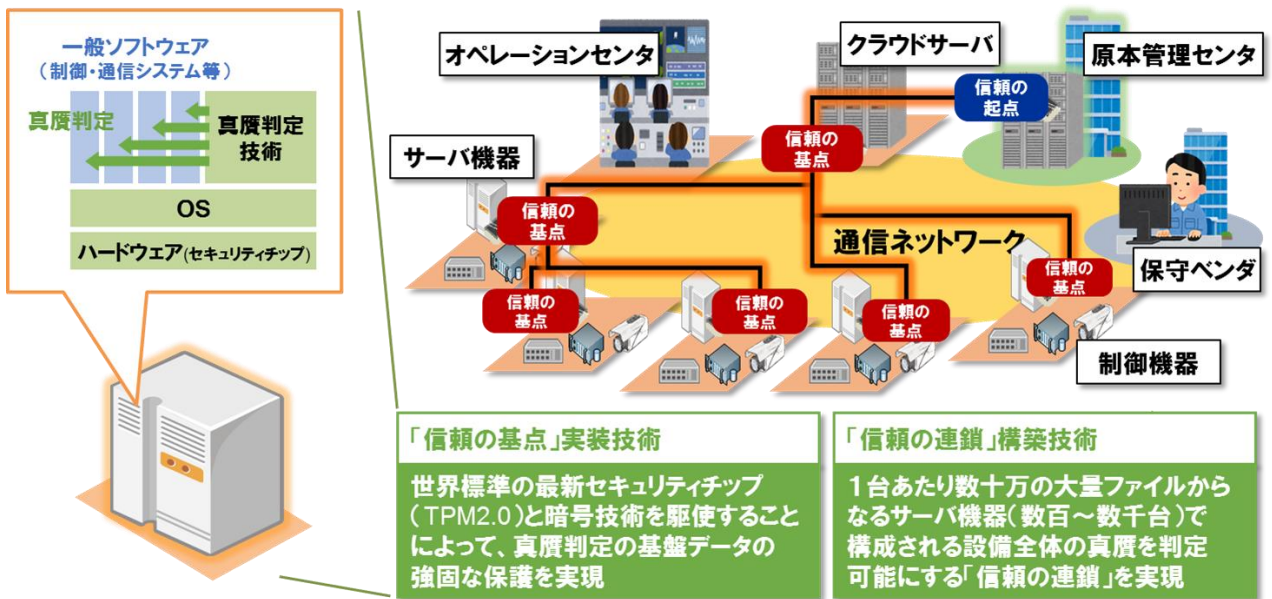 一般ソフトウェア
（制御・通信システム等）
真贋判定
真贋判定
技術
OS
ハードウェア(セキュリティチップ)
オペレーションセンタ
クラウドサーバ
原本管理センタ
信頼の
起点
信頼の
基点
サーバ機器
信頼の
基点
通信ネットワーク
保守ベンダ
信頼の
基点
信頼の
基点
信頼の
基点
信頼の
基点
制御機器
「信頼の基点」実装技術
世界標準の最新セキュリティチップ
（TPM2.0）と暗号技術を駆使すること
によって、真贋判定の基盤データの
強固な保護を実現
「信頼の連鎖」構築技術
１台あたり数十万の大量ファイルから
なるサーバ機器（数百～数千台）で
構成される設備全体の真贋を判定
可能にする「信頼の連鎖」を実現